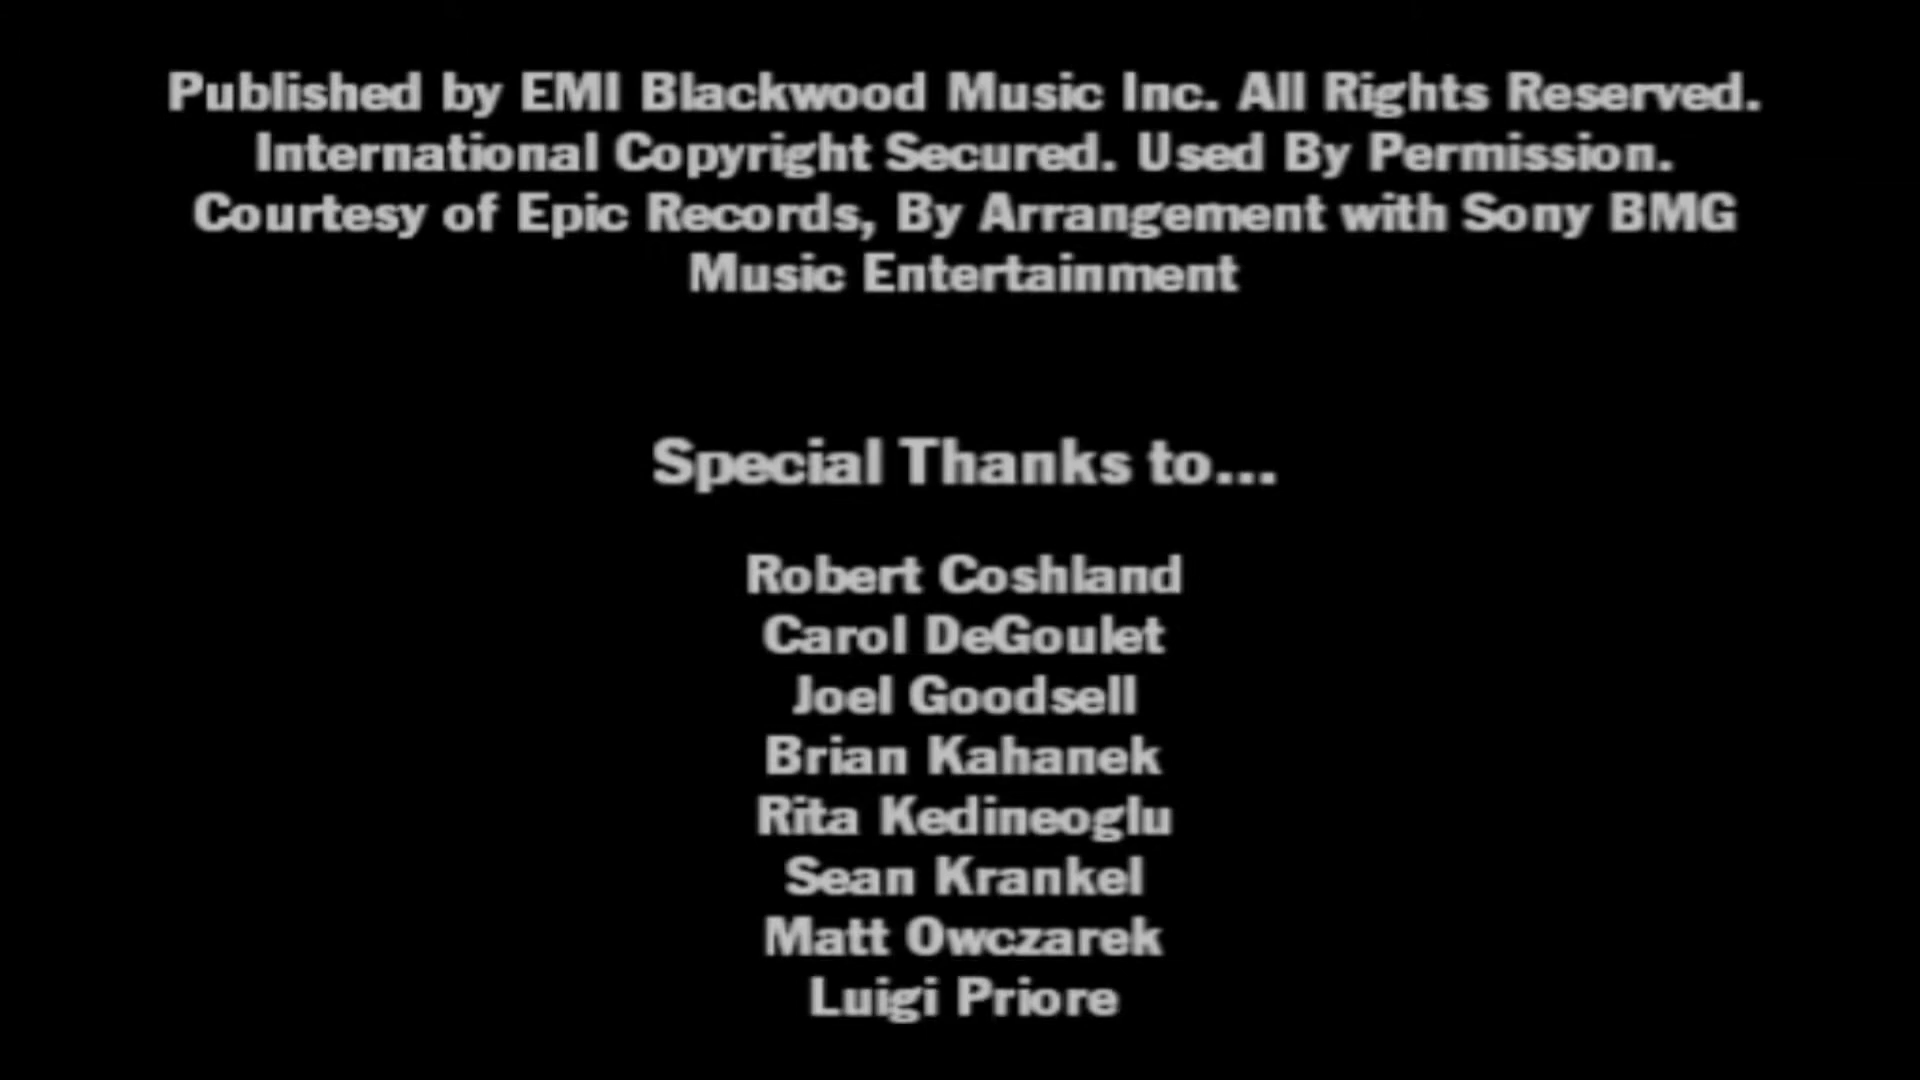 Published by EMI Blackwood Music Inc. All Rights Reserved.
International Copyright Secured. Used By Permission.
Courtesy of Epic Records, By Arrangement with Sony BMG
Music Entertainment
Special Thanks to...
Robert Coshland
Carol DeGoulet
Joel Goodsell
Brian Kahanek
Rita Kedineoglu
Sean Krankel
Matt Owczarek
Luigi Priore